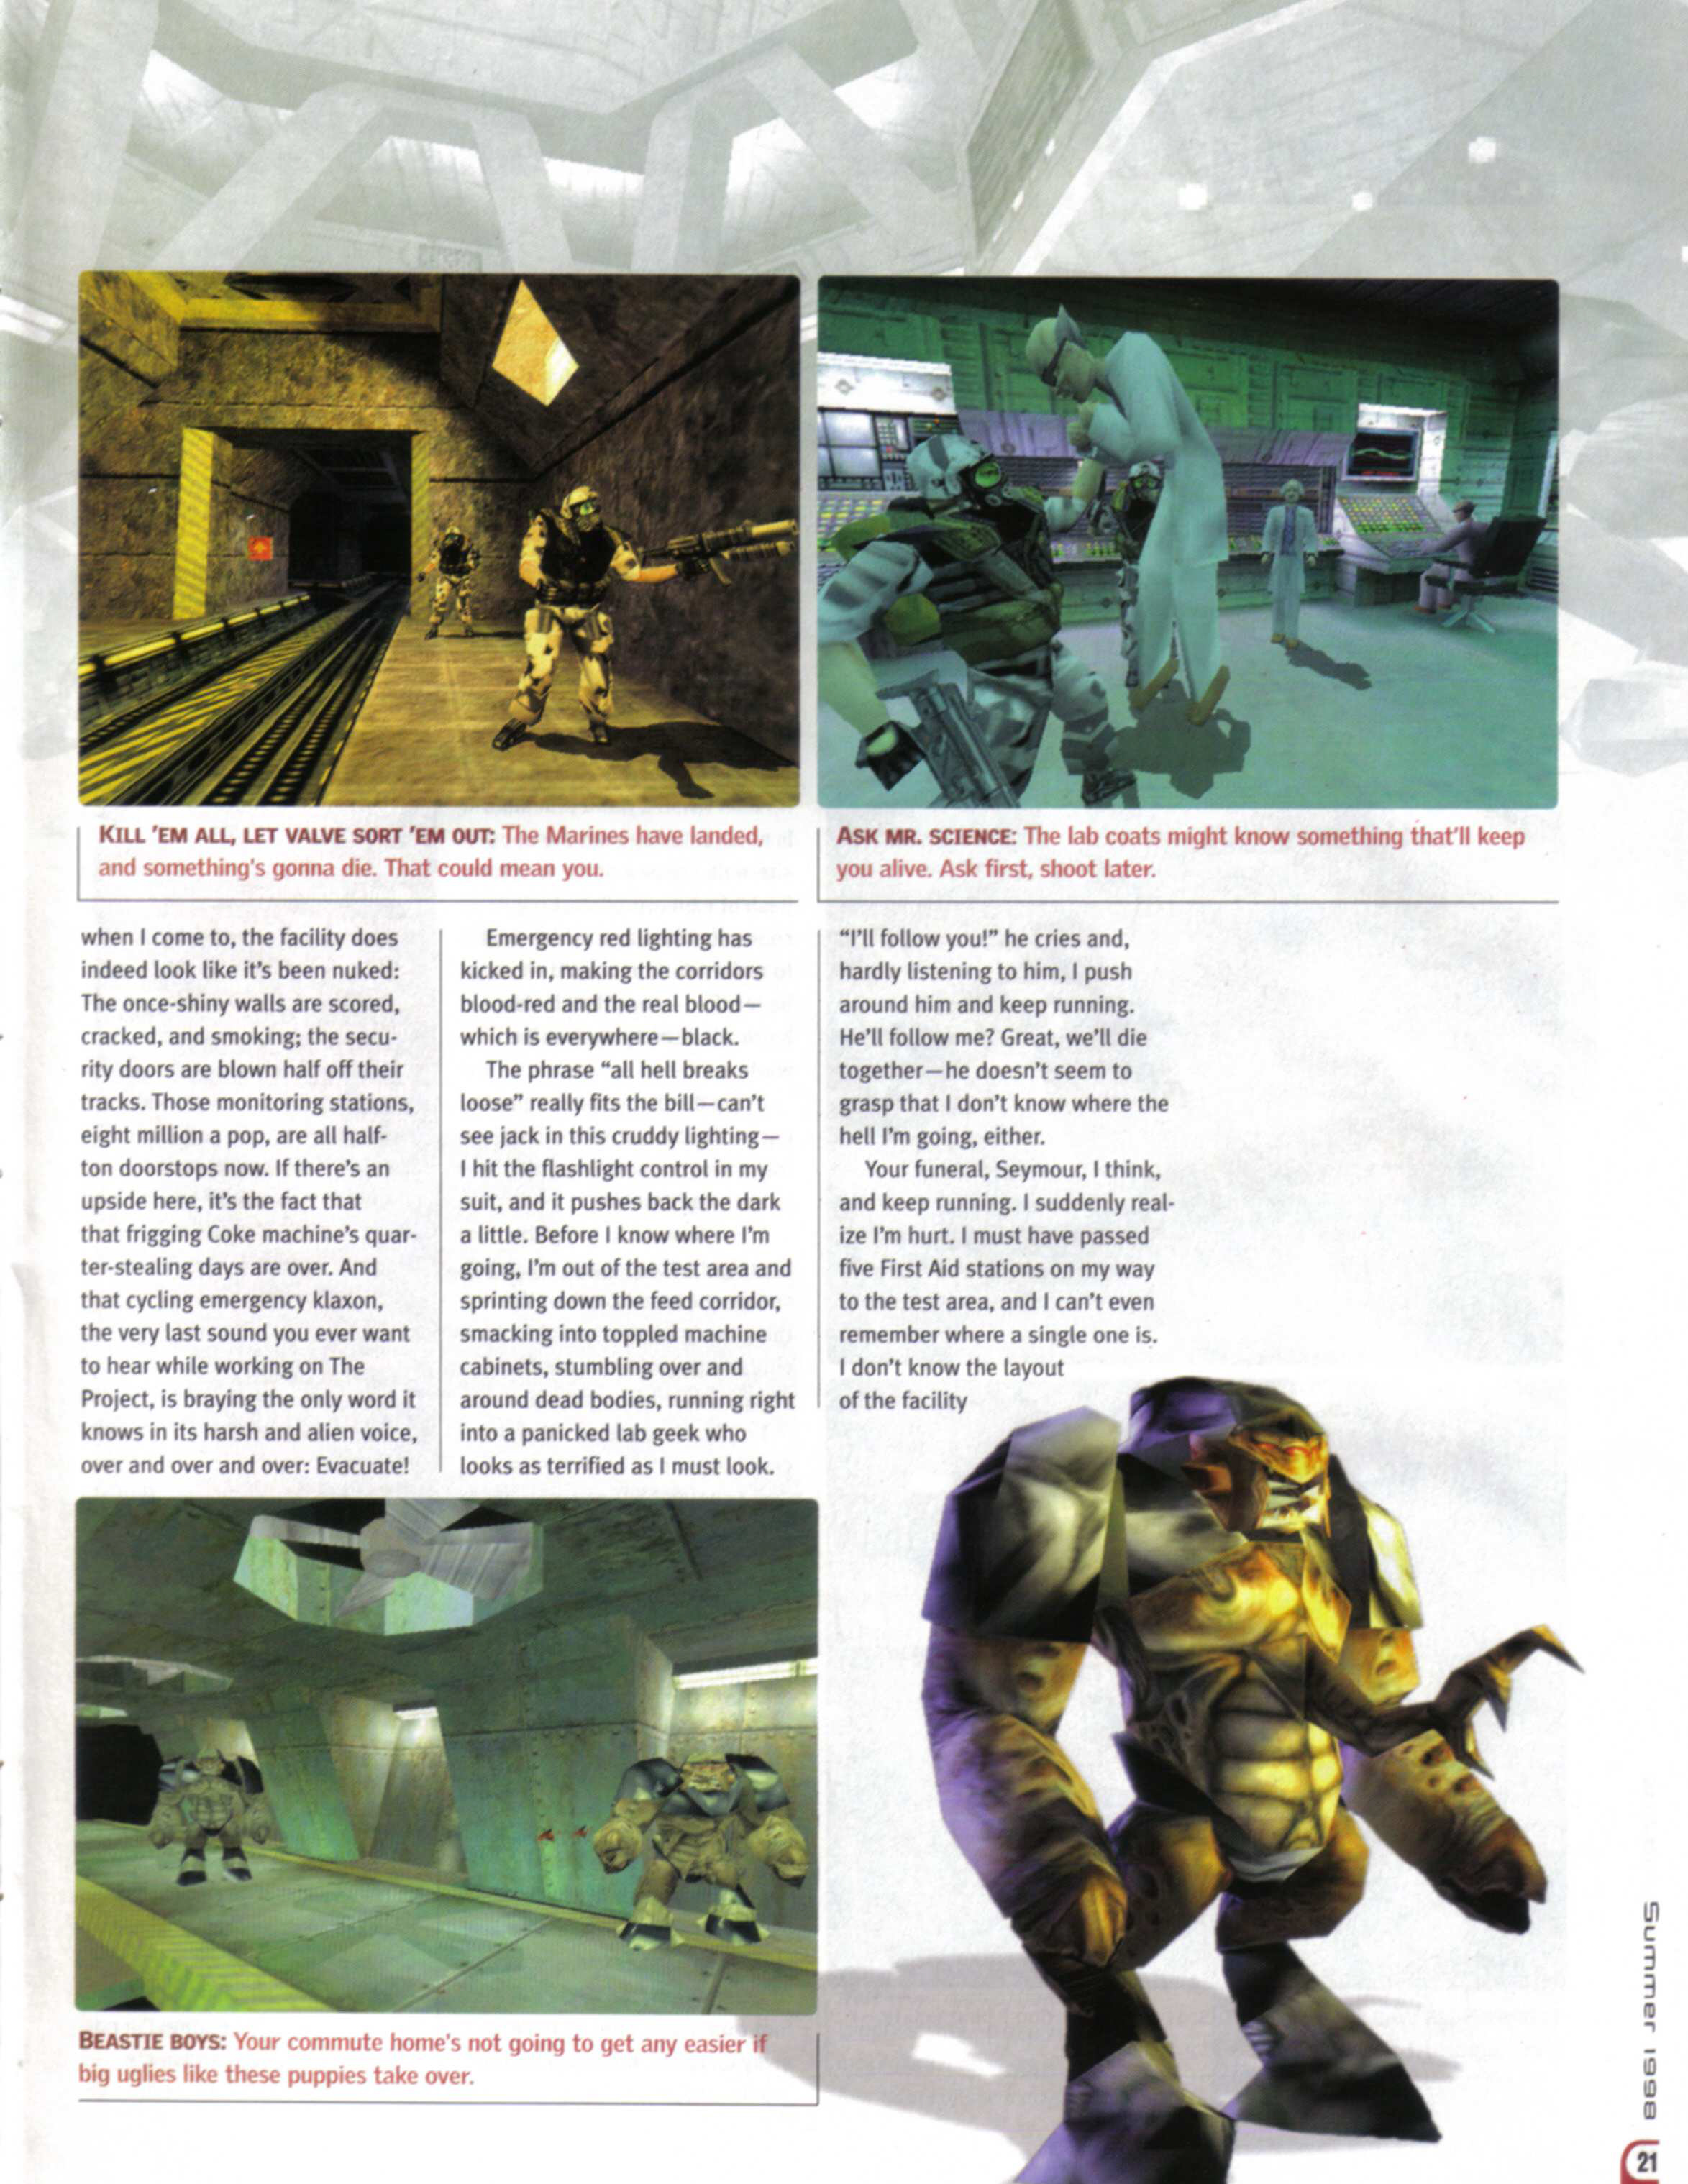 KILL 'EM ALL, LET VALVE SORT 'EM OUT: The Marines have landed,
and something's gonna die. That could mean you.
ASK MR. SCIENCE: The lab coats might know something that'll keep
you alive. Ask first, shoot later.
when I come to, the facility does
indeed look like it's been nuked:
The once-shiny walls are scored,
cracked, and smoking; the secu-
rity doors are blown half off their
tracks. Those monitoring stations,
eight million a pop, are all half-
ton doorstops now. If there's an
upside here, it's the fact that
that frigging Coke machine's quar-
ter-stealing days are over. And
that cycling emergency klaxon,
the very last sound you ever want
to hear while working on The
Project, is braying the only word it
knows in its harsh and alien voice,
over and over and over: Evacuate!
Emergency red lighting has
kicked in, making the corridors
blood-red and the real blood—
which is everywhere—black.
The phrase “all hell breaks
loose” really fits the bill—can't
see jack in this cruddy lighting—
I hit the flashlight control in my
suit, and it pushes back the dark
a little. Before I know where I'm
going, I'm out of the test area and
sprinting down the feed corridor,
smacking into toppled machine
cabinets, stumbling over and
around dead bodies, running right
into a panicked lab geek who
looks as terrified as I must look.
“I'll follow you!” he cries and,
hardly listening to him, I push
around him and keep running.
He'll follow me? Great, we'll die
together—he doesn't seem to
grasp that I don't know where the
hell I'm going, either.
Your funeral, Seymour, I think,
and keep running. I suddenly real-
ize I'm hurt. I must have passed
five First Aid stations on my way
to the test area, and I can't even
remember where a single one is.
I don't know the layout
of the facility
BEASTIE BOYS: Your commute home's not going to get any easier if
big uglies like these puppies take over.
Summer 1998
21